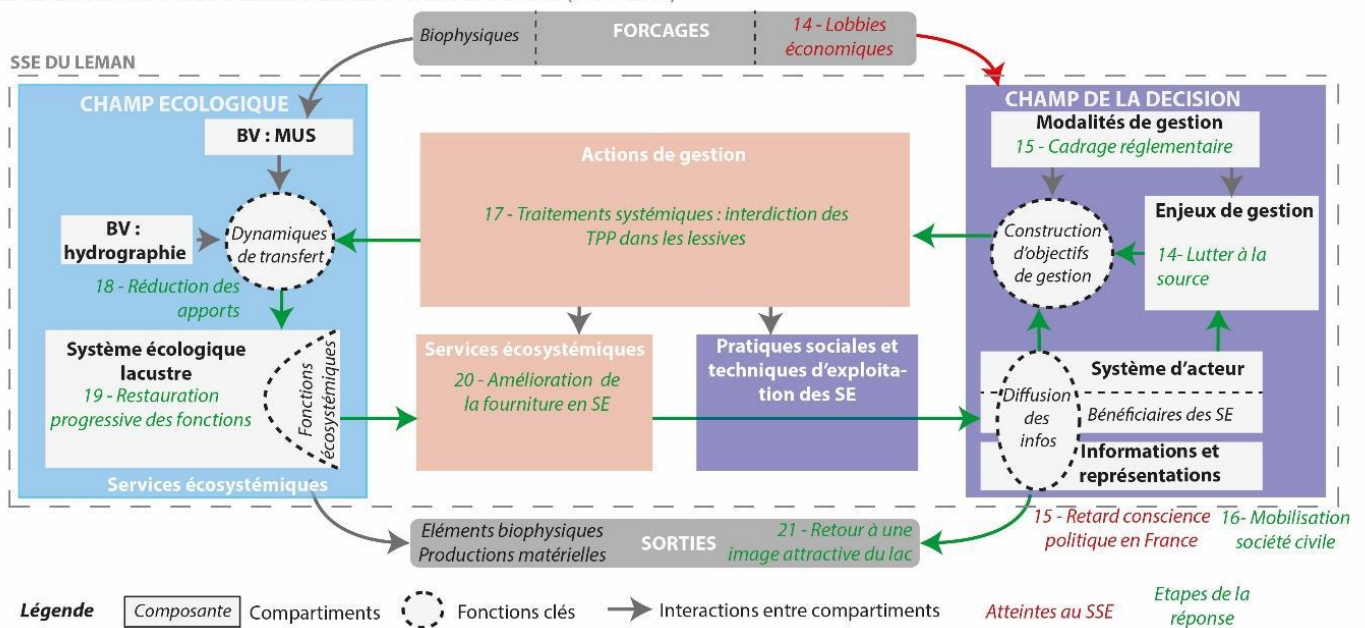 Biophysiques
FORCAGES
14 - Lobbies
économiques
SSE DU LEMAN
CHAMP ECOLOGIQUE
BV : MUS
Dynamiques
de transfert
BV :
hydrographie
18 - Réduction des
apports
Système écologique
lacustre
19 - Restauration
progressive des fonctions
Fonctions
écosystémiques
Services écosystémiques
Actions de gestion
17 - Traitements systémiques : interdiction des
TPP dans les lessives
Services écosystémiques
20 - Amélioration de
la fourniture en SE
Pratiques sociales et
techniques d'exploita-
tion des SE
CHAMP DE LA DECISION
Modalités de gestion
15 - Cadrage réglementaire
Construction
d'objectifs
de gestion
Enjeux de gestion
14- Lutter à la
source
Système d'acteur
Bénéficiaires des SE
Diffusion
des
infos
Informations et
représentations
Eléments biophysiques
Productions matérielles
SORTIES
21 - Retour à une
image attractive du lac
15 - Retard conscience
politique en France
16- Mobilisation
société civile
Légende
Composante
Compartiments
Fonctions clés
Interactions entre compartiments
Atteintes au SSE
Etapes de la
réponse